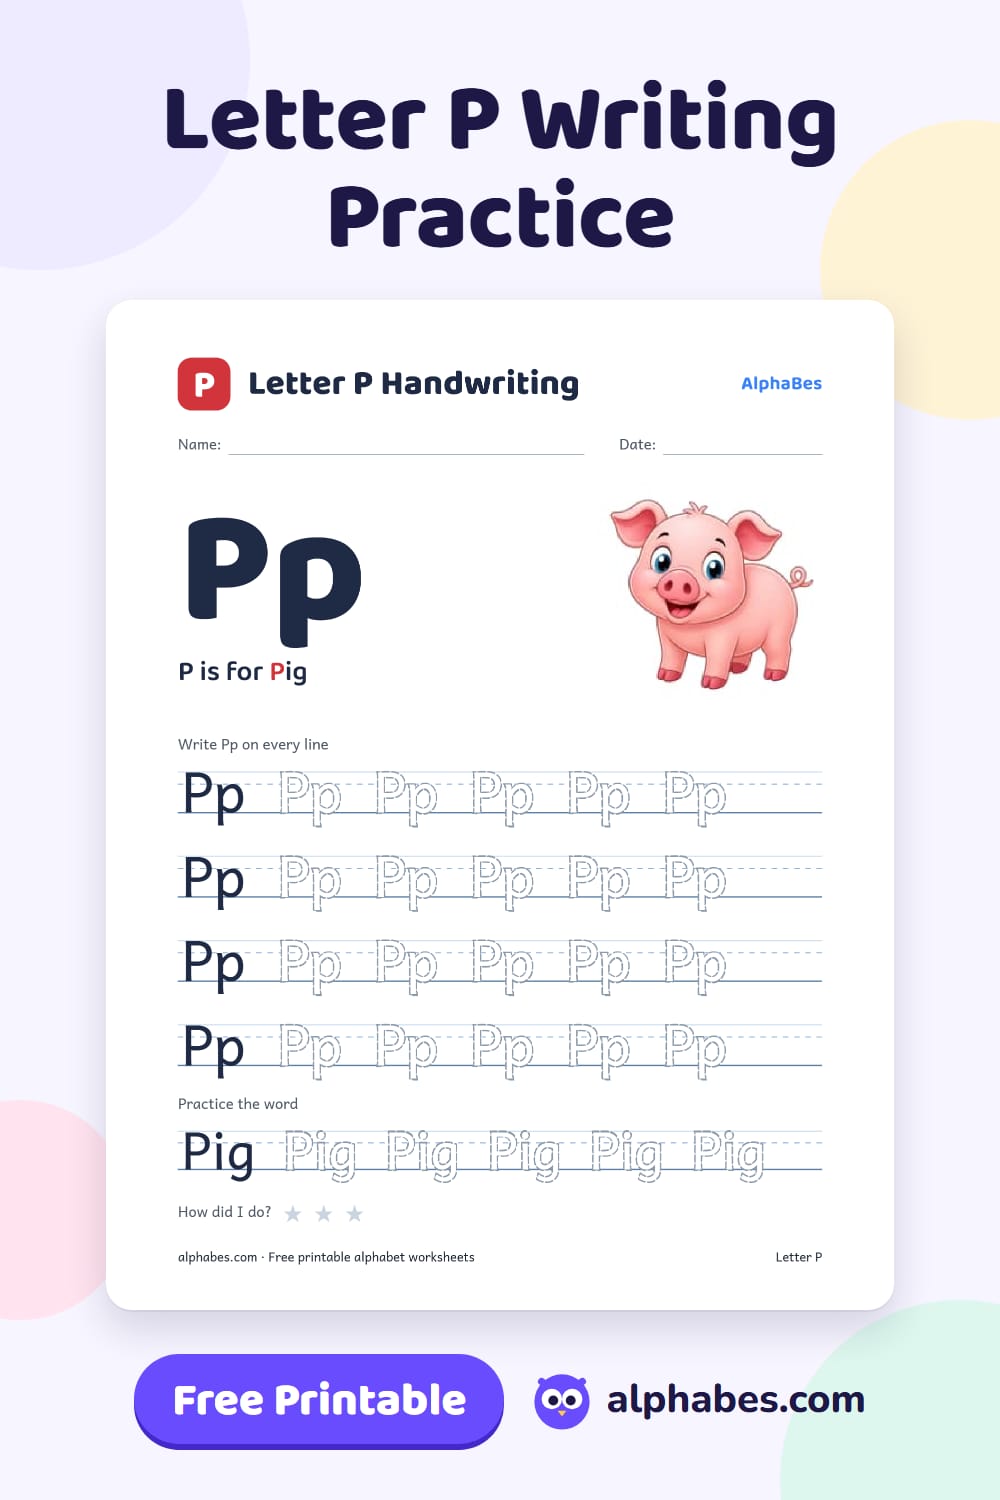 Letter P Writing
Practice
P Letter P Handwriting AlphaBes
Name: Date:
Pp
P is for Pig
Write Pp on every line
Pp Pp Pp Pp Pp Pp
Pp Pp Pp Pp Pp Pp
Pp Pp Pp Pp Pp Pp
Pp Pp Pp Pp Pp Pp
Practice the word
Pig Pig Pig Pig Pig Pig
How did I do? ★ ★ ★
alphabes.com · Free printable alphabet worksheets Letter P
Free Printable alphabes.com